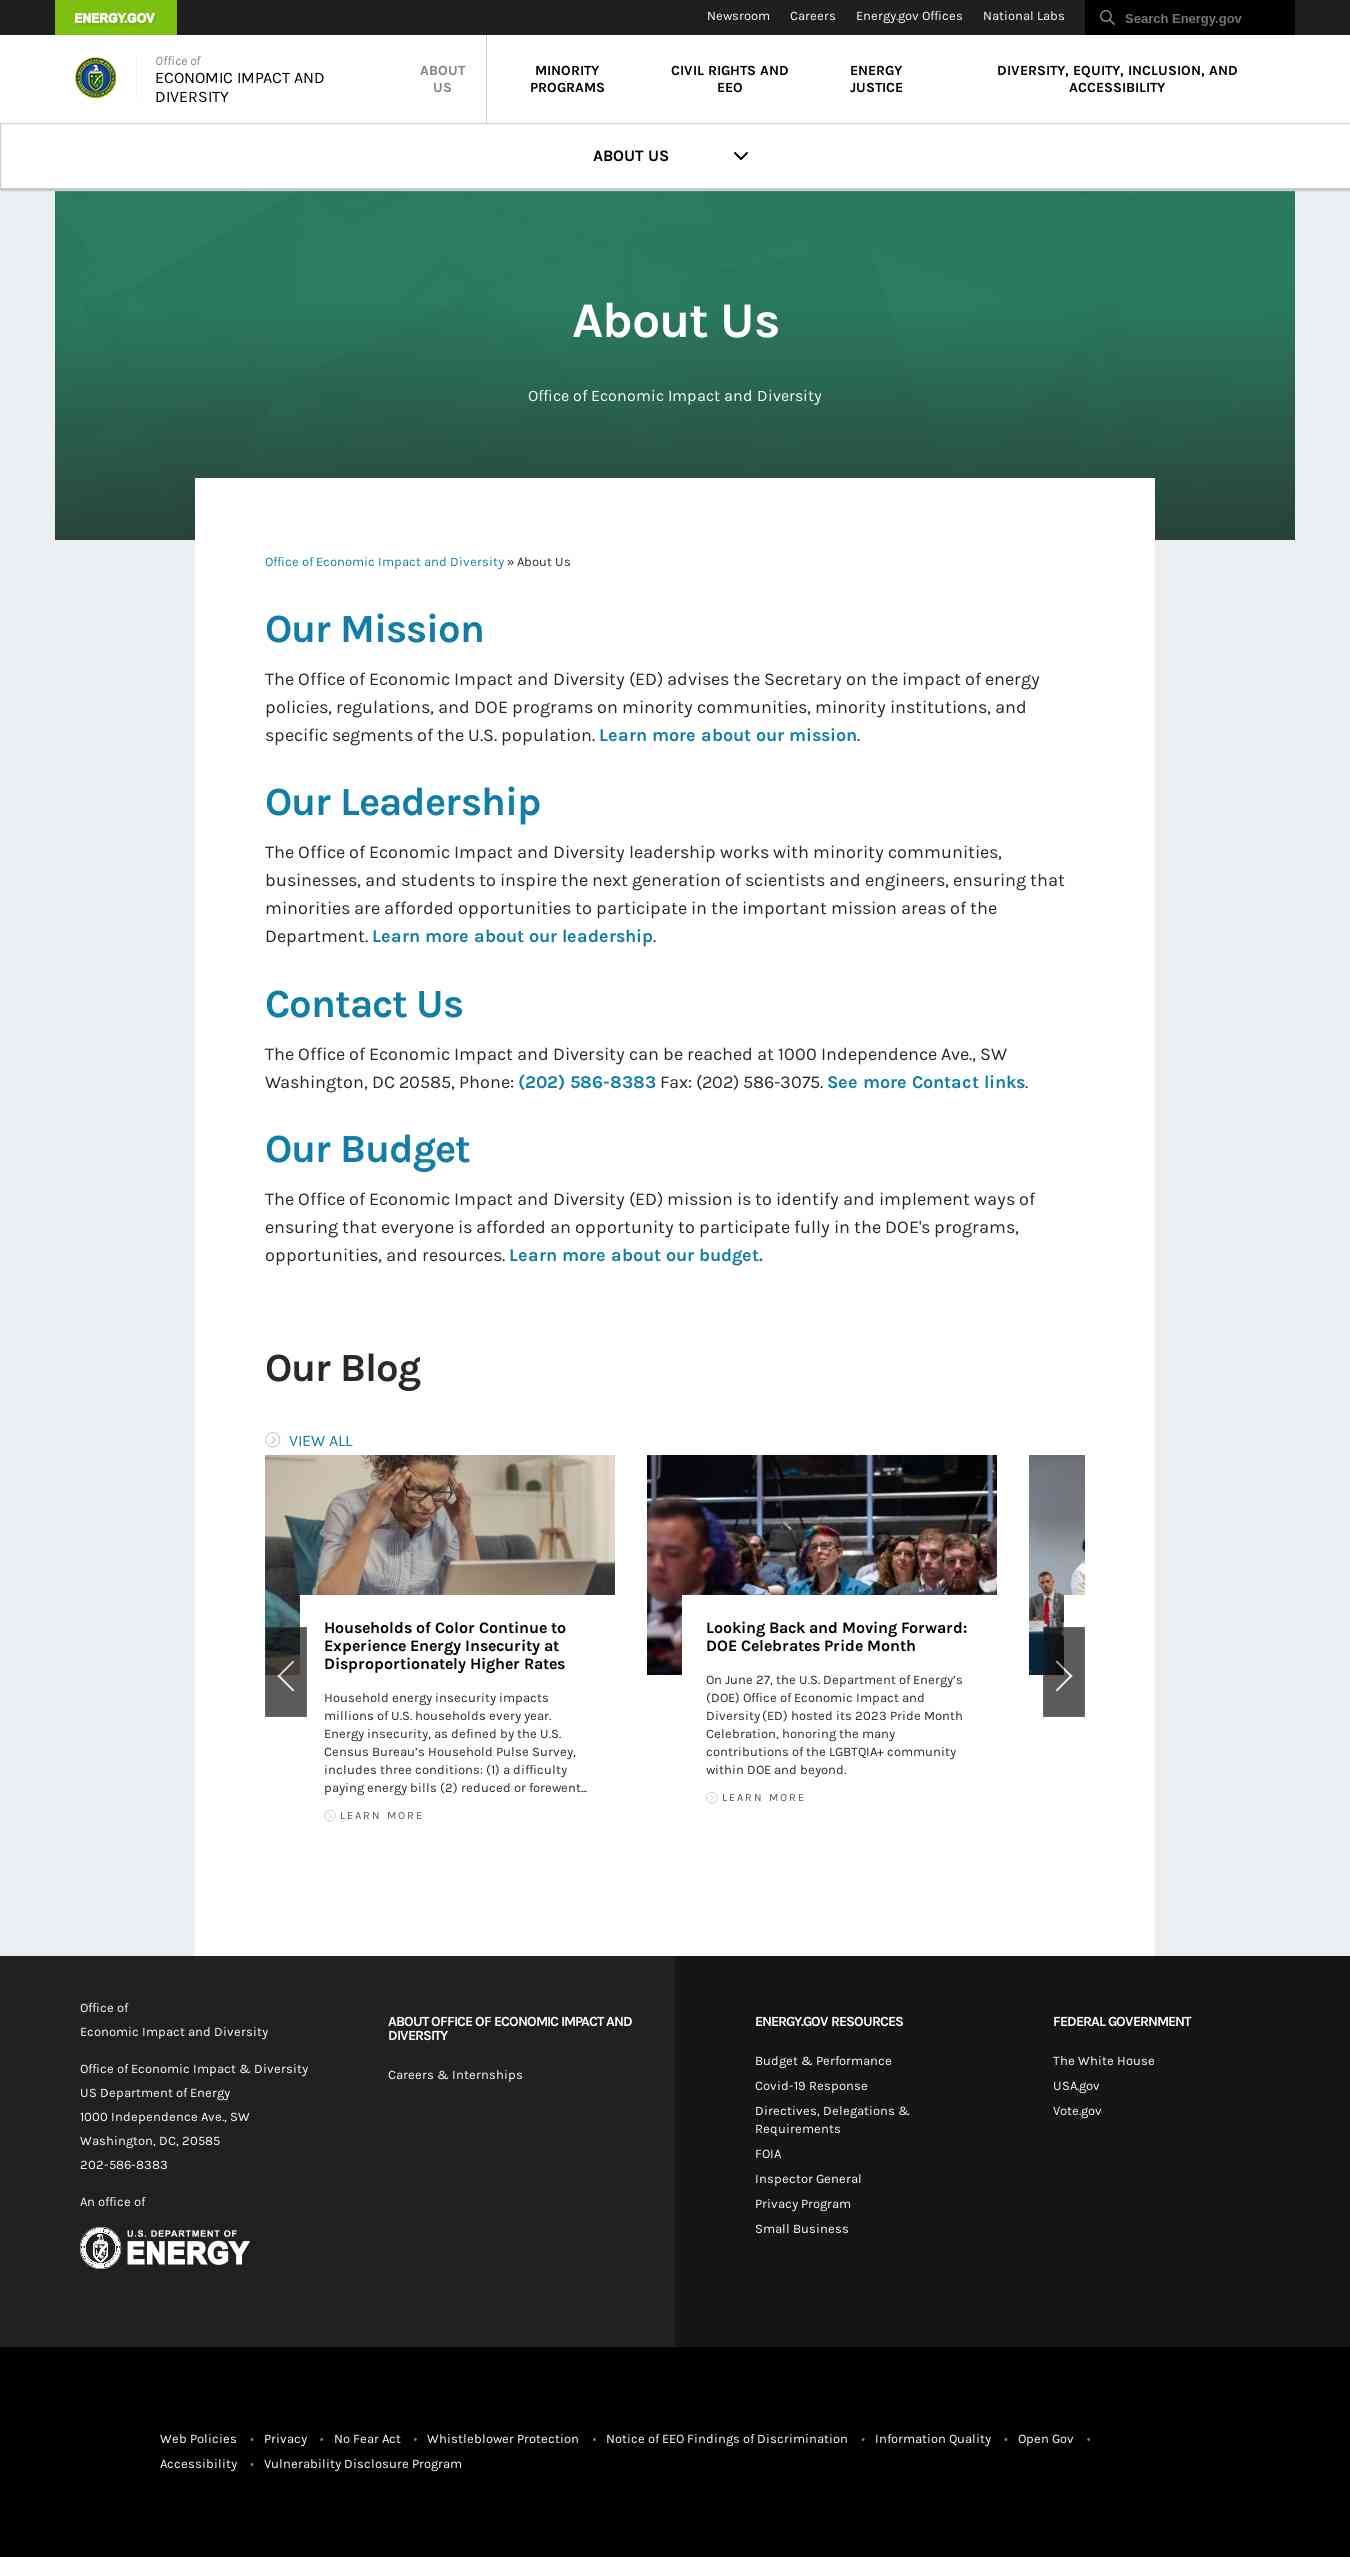 ENERGY.GOV
Newsroom
Careers
Energy.gov Offices
National Labs
Search Energy.gov
Office of
ECONOMIC IMPACT AND
DIVERSITY
ABOUT
US
MINORITY
PROGRAMS
CIVIL RIGHTS AND
EEO
ENERGY
JUSTICE
DIVERSITY, EQUITY, INCLUSION, AND
ACCESSIBILITY
ABOUT US
About Us
Office of Economic Impact and Diversity
Office of Economic Impact and Diversity » About Us
Our Mission
The Office of Economic Impact and Diversity (ED) advises the Secretary on the impact of energy
policies, regulations, and DOE programs on minority communities, minority institutions, and
specific segments of the U.S. population. Learn more about our mission.
Our Leadership
The Office of Economic Impact and Diversity leadership works with minority communities,
businesses, and students to inspire the next generation of scientists and engineers, ensuring that
minorities are afforded opportunities to participate in the important mission areas of the
Department. Learn more about our leadership.
Contact Us
The Office of Economic Impact and Diversity can be reached at 1000 Independence Ave., SW
Washington, DC 20585, Phone: (202) 586-8383 Fax: (202) 586-3075. See more Contact links.
Our Budget
The Office of Economic Impact and Diversity (ED) mission is to identify and implement ways of
ensuring that everyone is afforded an opportunity to participate fully in the DOE's programs,
opportunities, and resources. Learn more about our budget.
Our Blog
VIEW ALL
Households of Color Continue to
Experience Energy Insecurity at
Disproportionately Higher Rates
Household energy insecurity impacts
millions of U.S. households every year.
Energy insecurity, as defined by the U.S.
Census Bureau’s Household Pulse Survey,
includes three conditions: (1) a difficulty
paying energy bills (2) reduced or forewent...
LEARN MORE
Looking Back and Moving Forward:
DOE Celebrates Pride Month
On June 27, the U.S. Department of Energy’s
(DOE) Office of Economic Impact and
Diversity (ED) hosted its 2023 Pride Month
Celebration, honoring the many
contributions of the LGBTQIA+ community
within DOE and beyond.
LEARN MORE
Office of
Economic Impact and Diversity
Office of Economic Impact & Diversity
US Department of Energy
1000 Independence Ave., SW
Washington, DC, 20585
202-586-8383
An office of
U.S. DEPARTMENT OF
ENERGY
ABOUT OFFICE OF ECONOMIC IMPACT AND
DIVERSITY
Careers & Internships
ENERGY.GOV RESOURCES
Budget & Performance
Covid-19 Response
Directives, Delegations &
Requirements
FOIA
Inspector General
Privacy Program
Small Business
FEDERAL GOVERNMENT
The White House
USA.gov
Vote.gov
Web Policies • Privacy • No Fear Act • Whistleblower Protection • Notice of EEO Findings of Discrimination • Information Quality • Open Gov •
Accessibility • Vulnerability Disclosure Program